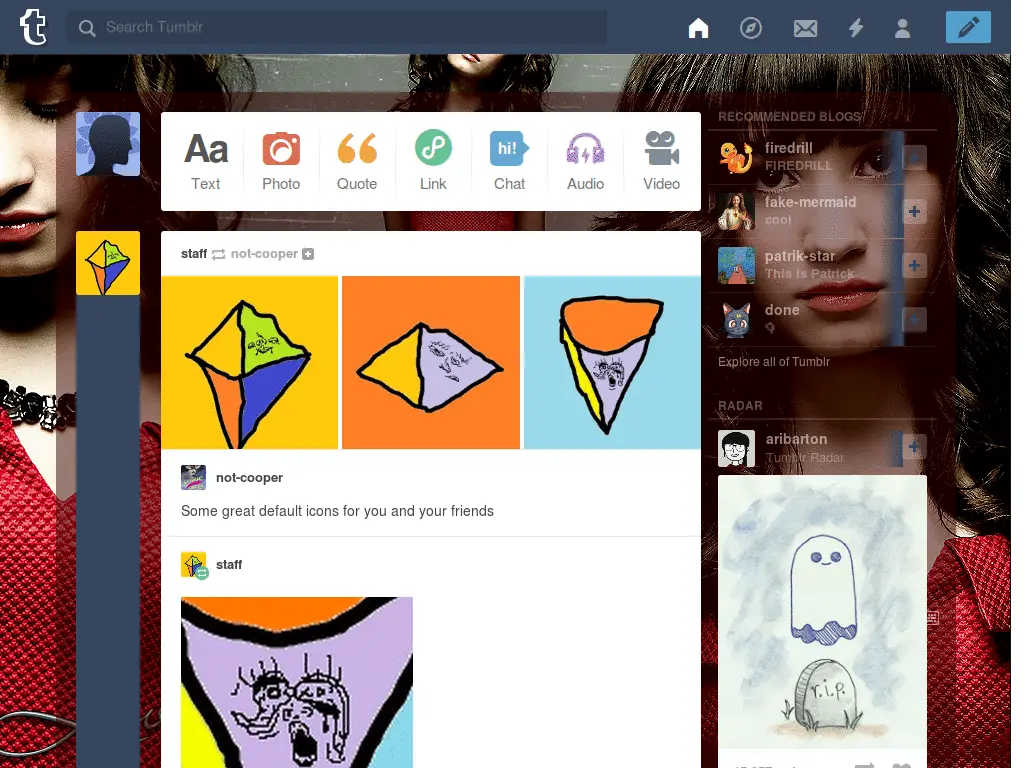 Search Tumblr
Aa
hi!
Text
Photo
Quote
Link
Chat
Audio
Video
staff not-cooper
not-cooper
Some great default icons for you and your friends
staff
RECOMMENDED BLOGS
firedrill
FIREDRILL
fake-mermaid
cool
patrik-star
This is Patrick
done
Explore all of Tumblr
RADAR
aribarton
Tumblr Radar
r.i.p.